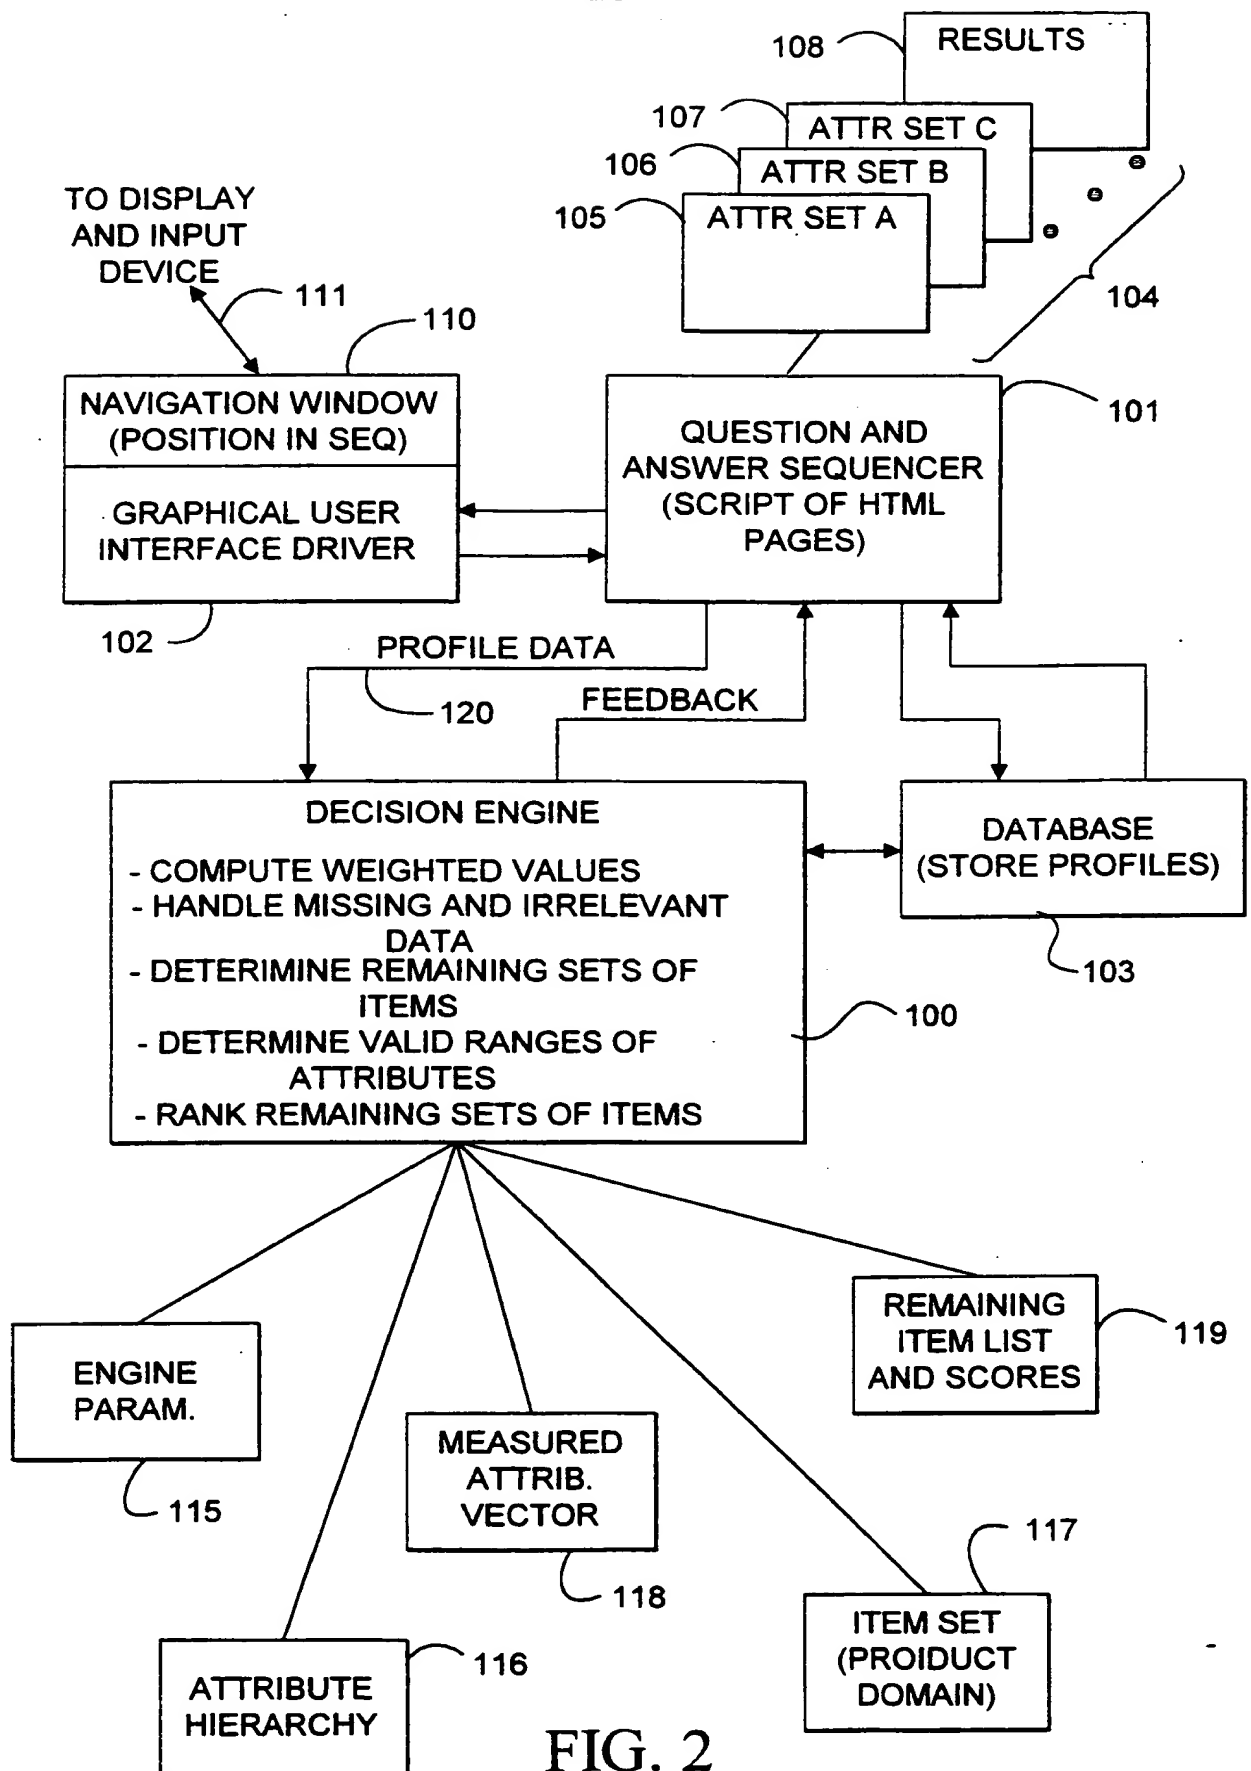 108
RESULTS
107
ATTR SET C
106
ATTR SET B
105
ATTR SET A
104
TO DISPLAY
AND INPUT
DEVICE
111
110
NAVIGATION WINDOW
(POSITION IN SEQ)
GRAPHICAL USER
INTERFACE DRIVER
102
QUESTION AND
ANSWER SEQUENCER
(SCRIPT OF HTML
PAGES)
101
PROFILE DATA
120
FEEDBACK
DECISION ENGINE
- COMPUTE WEIGHTED VALUES
- HANDLE MISSING AND IRRELEVANT
DATA
- DETERIMINE REMAINING SETS OF
ITEMS
- DETERMINE VALID RANGES OF
ATTRIBUTES
- RANK REMAINING SETS OF ITEMS
100
DATABASE
(STORE PROFILES)
103
REMAINING
ITEM LIST
AND SCORES
119
ENGINE
PARAM.
115
MEASURED
ATTRIB.
VECTOR
118
117
ITEM SET
(PROIDUCT
DOMAIN)
116
ATTRIBUTE
HIERARCHY
FIG. 2